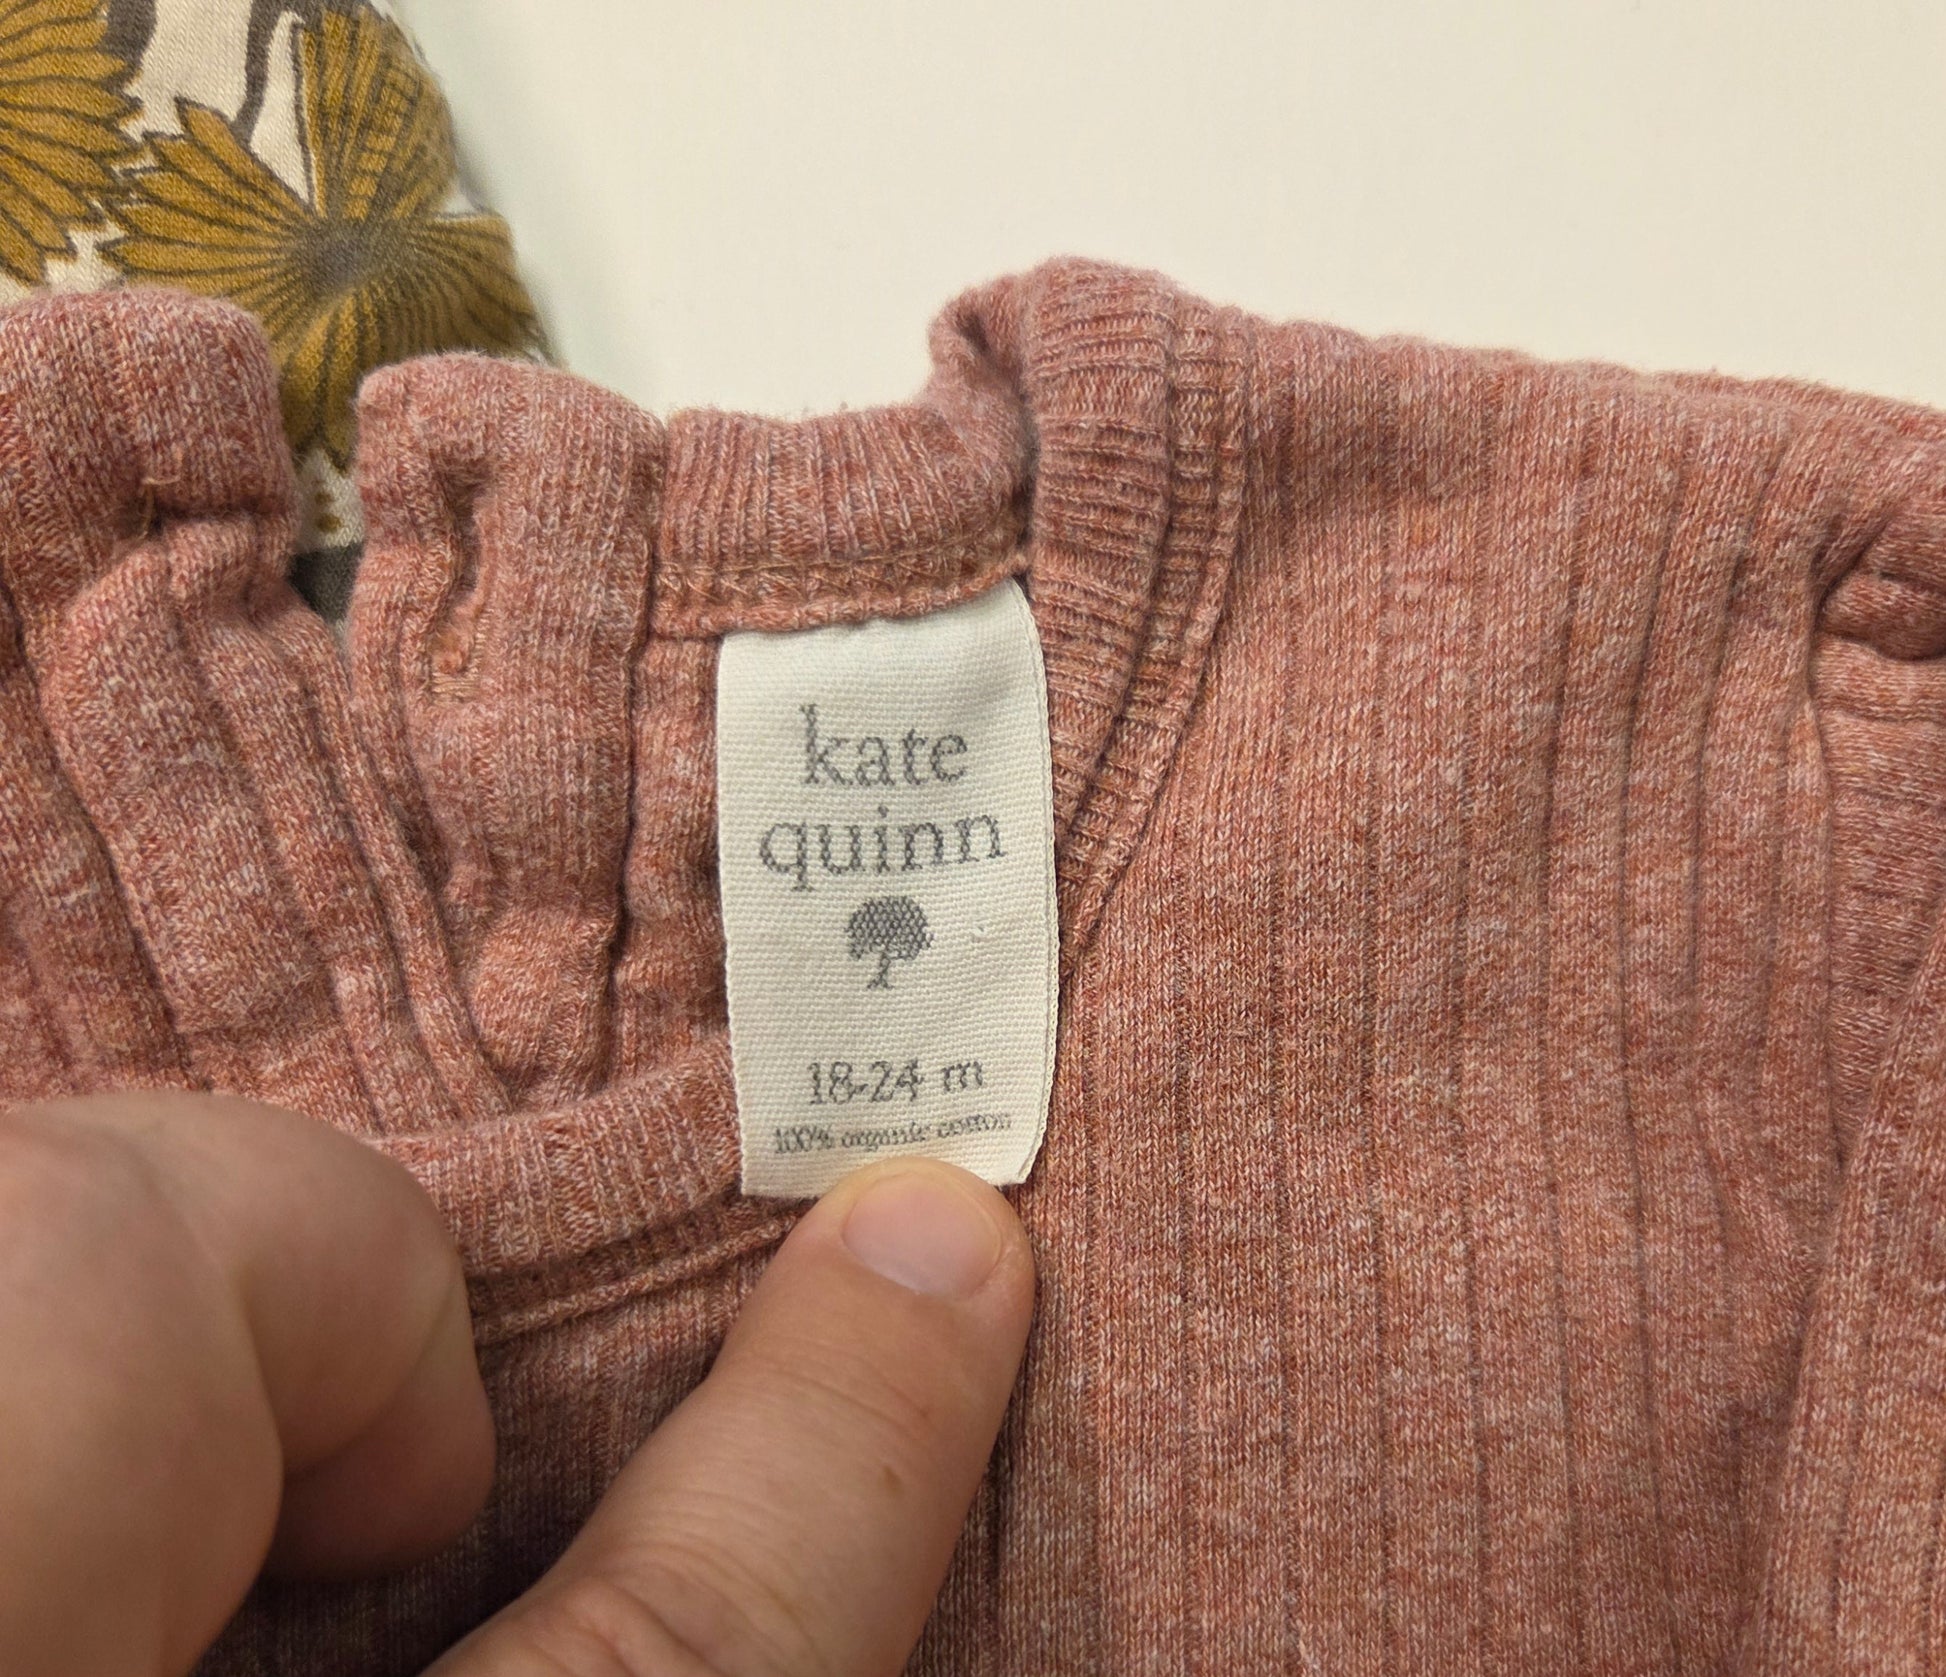 kate
quinn
18-24 m
100% organic cotton